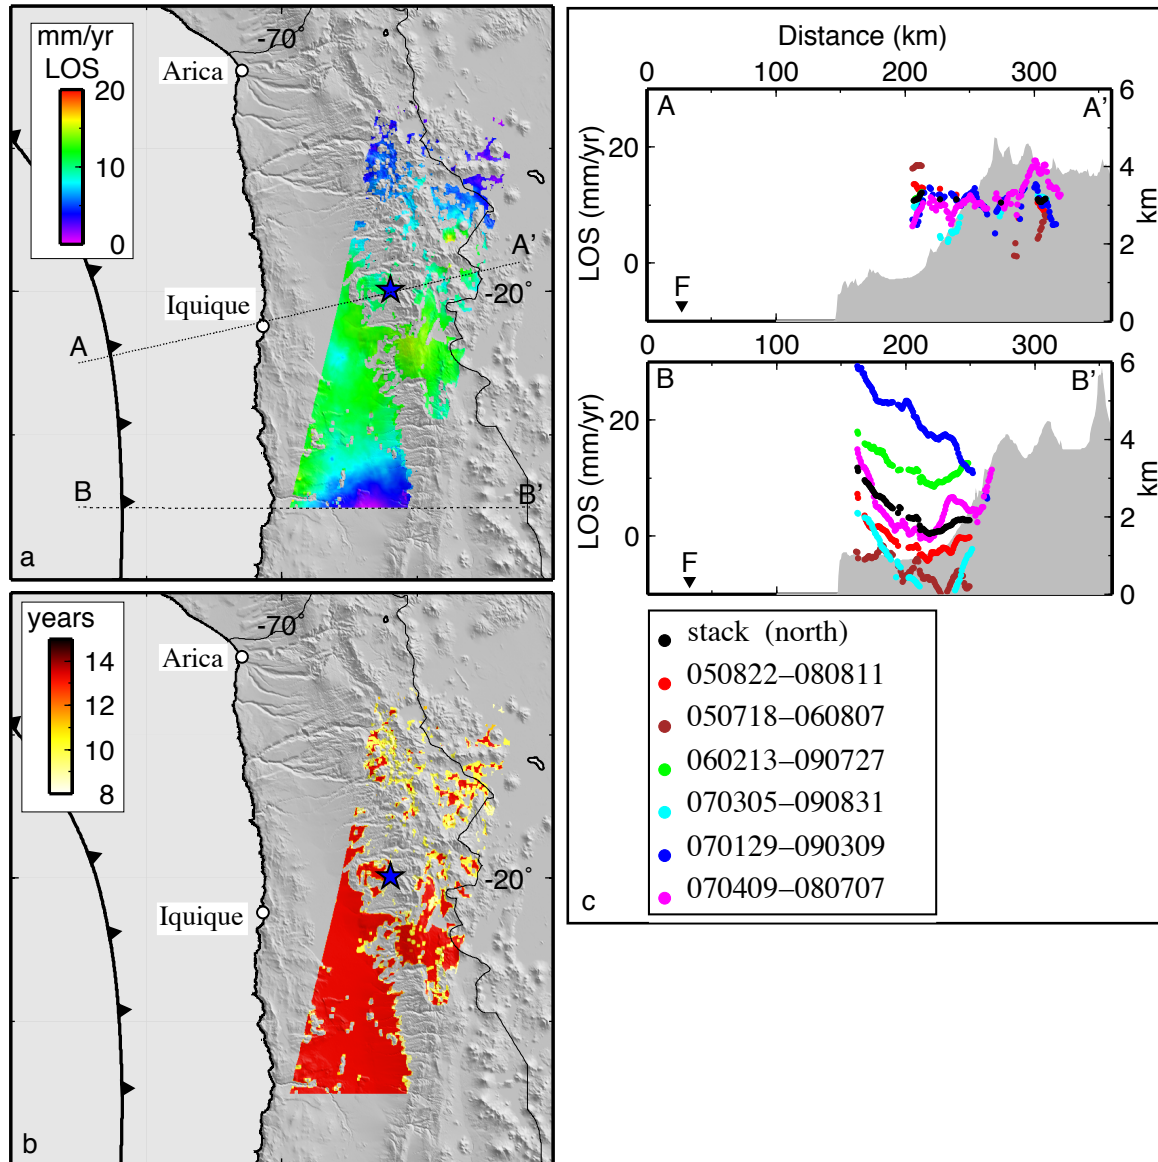 mm/yr
LOS
20
10
0
-70°
Arica
Iquique
A
A'
-20°
B
B'
a
years
14
12
10
8
-70°
Arica
Iquique
-20°
b
Distance (km)
0 100 200 300
A
A'
6
4
2
0
km
20
0
LOS (mm/yr)
F
0 100 200 300
B
B'
6
4
2
0
km
20
0
LOS (mm/yr)
F
stack (north)
050822–080811
050718–060807
060213–090727
070305–090831
070129–090309
070409–080707
c